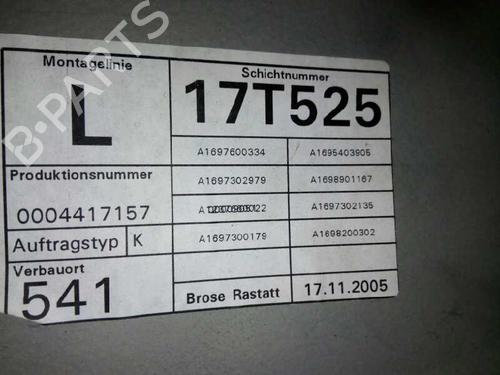 Montagelinie
L
Schichtnummer
17T525
A1697600334
A1695403905
Produktionsnummer
0004417157
A1697302979
A1698901167
A1697302135
Auftragstyp K
A1697300179
A1698200302
Verbauort
541
Brose Rastatt
17.11.2005
B-PARTS